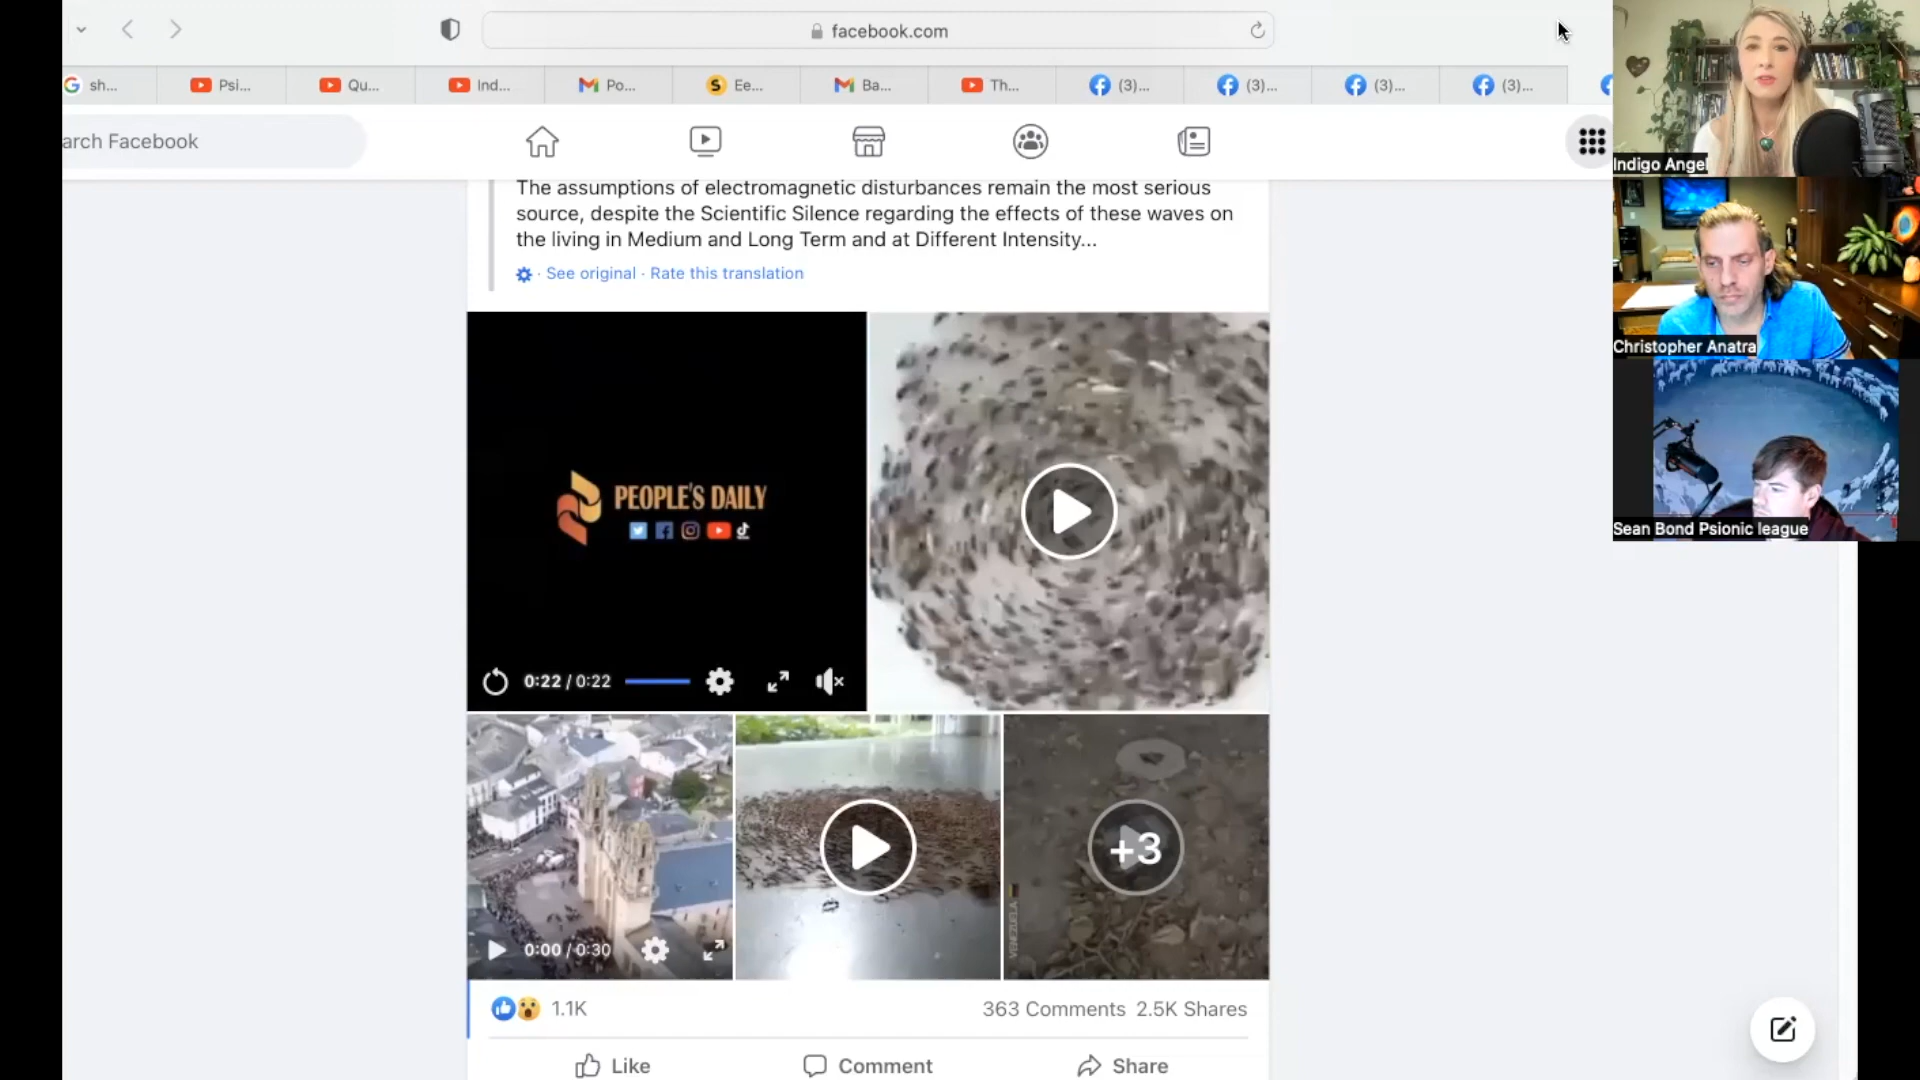 facebook.com
sh...
Psi...
Qu...
Ind...
Po...
Ee...
Ba...
Th...
(3)...
(3)...
(3)...
(3)...
arch Facebook
The assumptions of electromagnetic disturbances remain the most serious
source, despite the Scientific Silence regarding the effects of these waves on
the living in Medium and Long Term and at Different Intensity...
· See original · Rate this translation
PEOPLE'S DAILY
0:22 / 0:22
0:00 / 0:30
VENEZUELA
+3
1.1K
363 Comments 2.5K Shares
Like
Comment
Share
Indigo Angel
Christopher Anatra
Sean Bond Psionic league